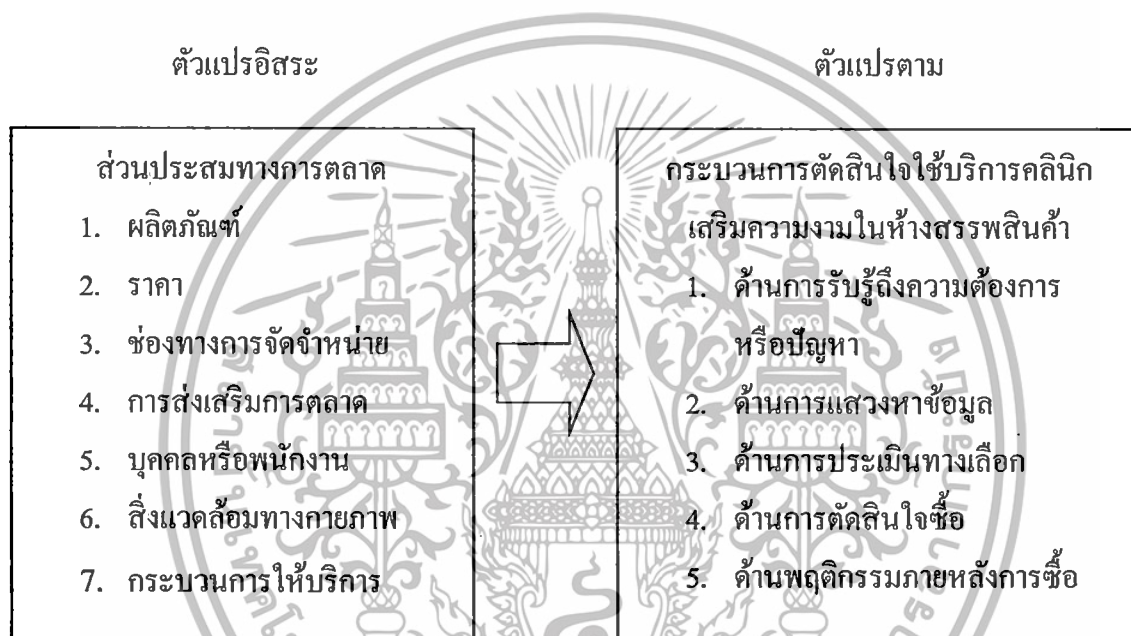 ตัวแปรอิสระ
ตัวแปรตาม
ส่วนประสมทางการตลาด
1. ผลิตภัณฑ์
2. ราคา
3. ช่องทางการจัดจำหน่าย
4. การส่งเสริมการตลาด
5. บุคคลหรือพนักงาน
6. สิ่งแวดล้อมทางกายภาพ
7. กระบวนการให้บริการ
กระบวนการตัดสินใจใช้บริการคลินิก
เสริมความงามในห้างสรรพสินค้า
1. ด้านการรับรู้ถึงความต้องการ
หรือปัญหา
2. ด้านการแสวงหาข้อมูล
3. ด้านการประเมินทางเลือก
4. ด้านการตัดสินใจซื้อ
5. ด้านพฤติกรรมภายหลังการซื้อ